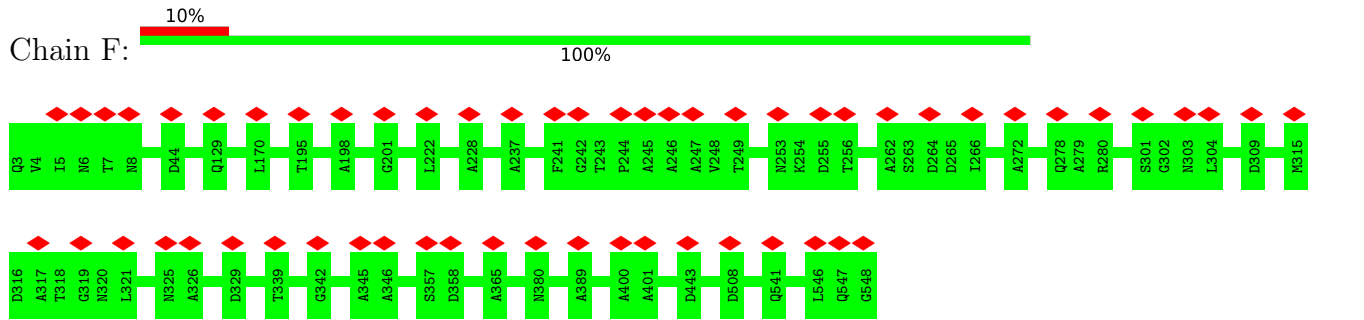 10%
Chain F:
100%
Q3 V4 I5 N6 T7 N8 D44 Q129 L170 T195 A198 G201 L222 A228 A237 F241 G242 T243 P244 A245 A246 A247 V248 T249 N253 K254 D255 T256 A262 S263 D264 D265 I266 A272 Q278 A279 R280 S301 G302 N303 L304 D309 M315
D316 A317 T318 G319 N320 L321 N325 A326 D329 T339 G342 A345 A346 S357 D358 A365 N380 A389 A400 A401 D443 D508 Q541 L546 Q547 G548